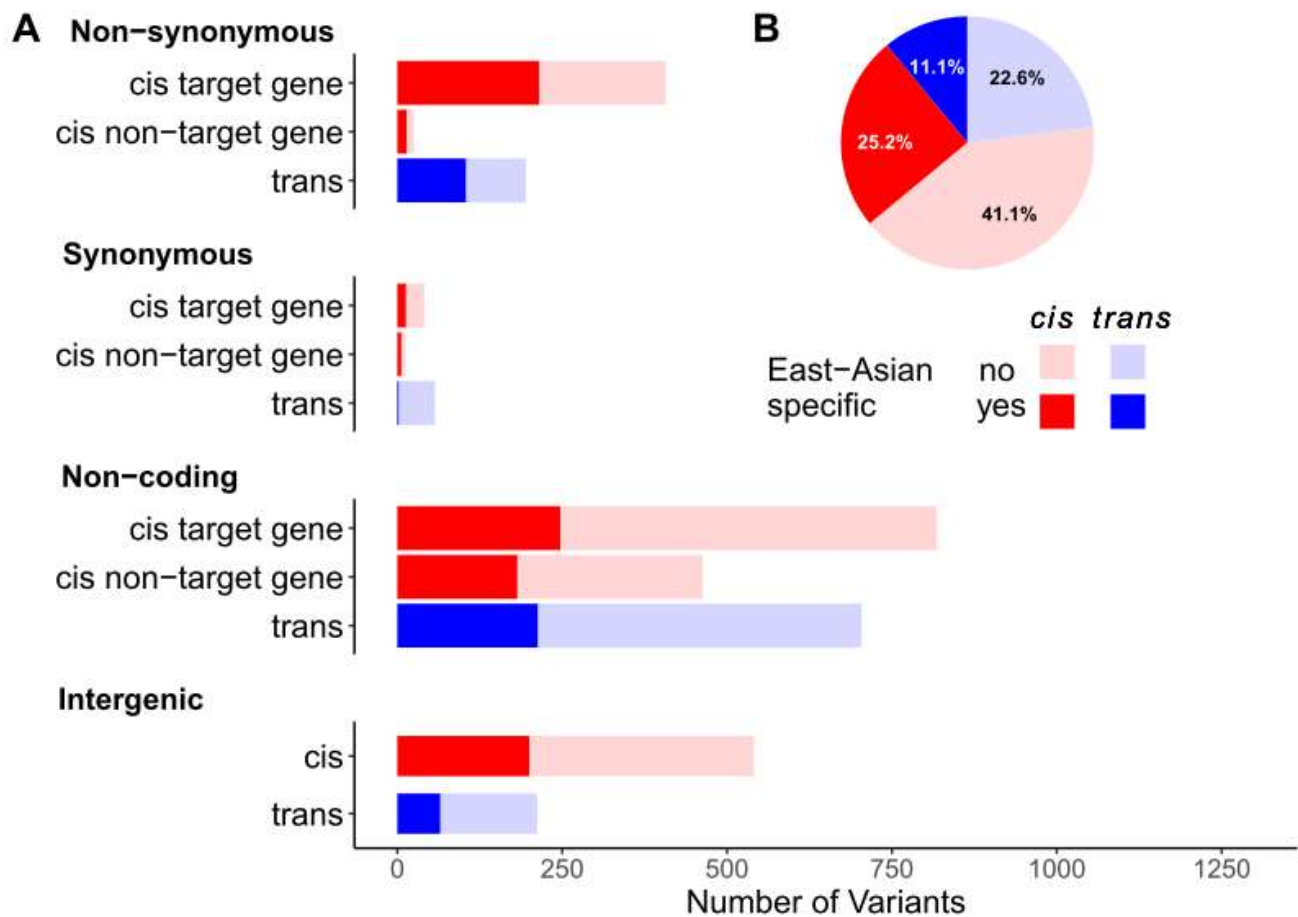 A
Non−synonymous
cis target gene
cis non−target gene
trans
Synonymous
cis target gene
cis non−target gene
trans
Non−coding
cis target gene
cis non−target gene
trans
Intergenic
cis
trans
0 250 500 750 1000 1250
Number of Variants
B
11.1% 22.6%
25.2%
41.1%
cis trans
East−Asian specific
no
yes